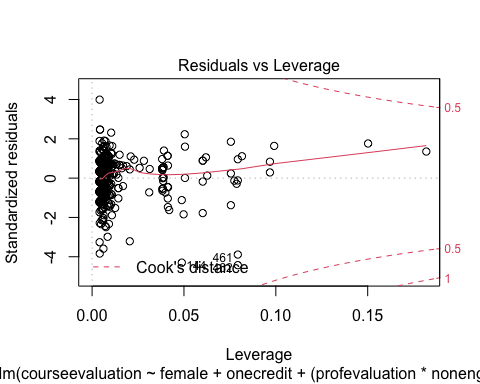 Residuals vs Leverage
Standardized residuals
4
2
0
-2
-4
0.5
0.5
1
461
Cook's distance
0.00
0.05
0.10
0.15
Leverage
lm(courseevaluation ~ female + onecredit + (profevaluation * noneng